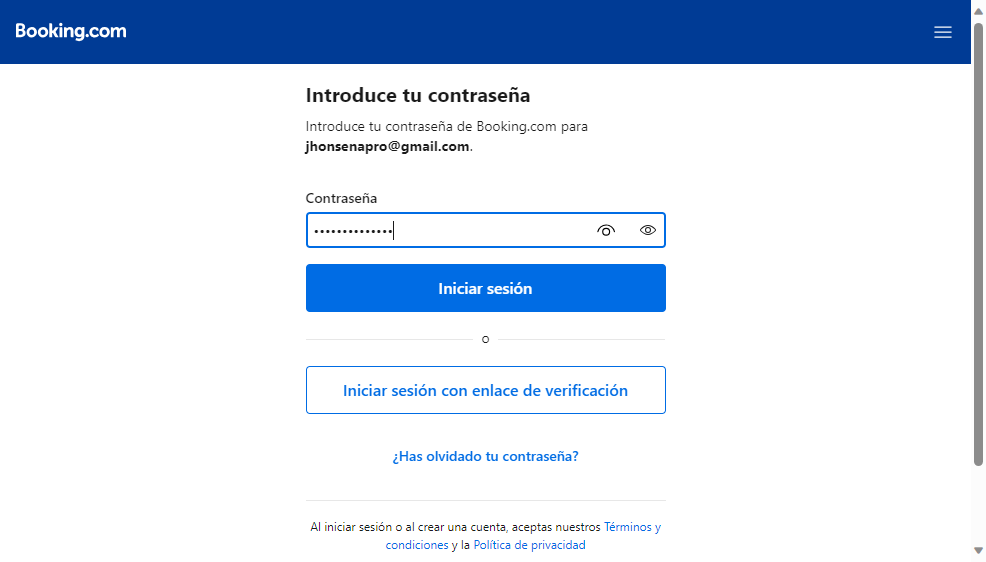 Booking.com
Introduce tu contraseña
Introduce tu contraseña de Booking.com para
jhonsenapro@gmail.com.
Contraseña
••••••••••••••
Iniciar sesión
o
Iniciar sesión con enlace de verificación
¿Has olvidado tu contraseña?
Al iniciar sesión o al crear una cuenta, aceptas nuestros Términos y
condiciones y la Política de privacidad